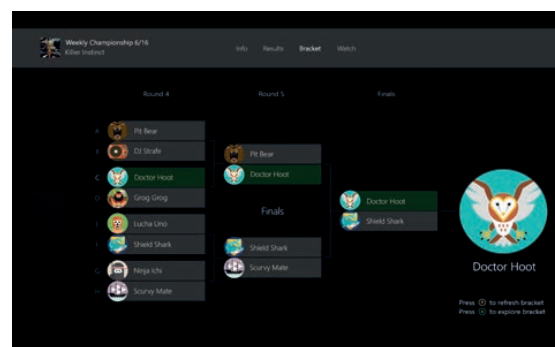 Weekly Championship 6/16
Killer Instinct
Info Results Bracket Watch
Round 4 Round 5 Finals
A Pit Bear
DJ Strafe
C Doctor Hoot
D Grog Grog
Lucha Uno
Shield Shark
G Ninja Ichi
H Scurvy Mate
Pit Bear
Doctor Hoot
Finals
Shield Shark
Scurvy Mate
Doctor Hoot
Shield Shark
Doctor Hoot
Press Y to refresh bracket
Press to explore bracket